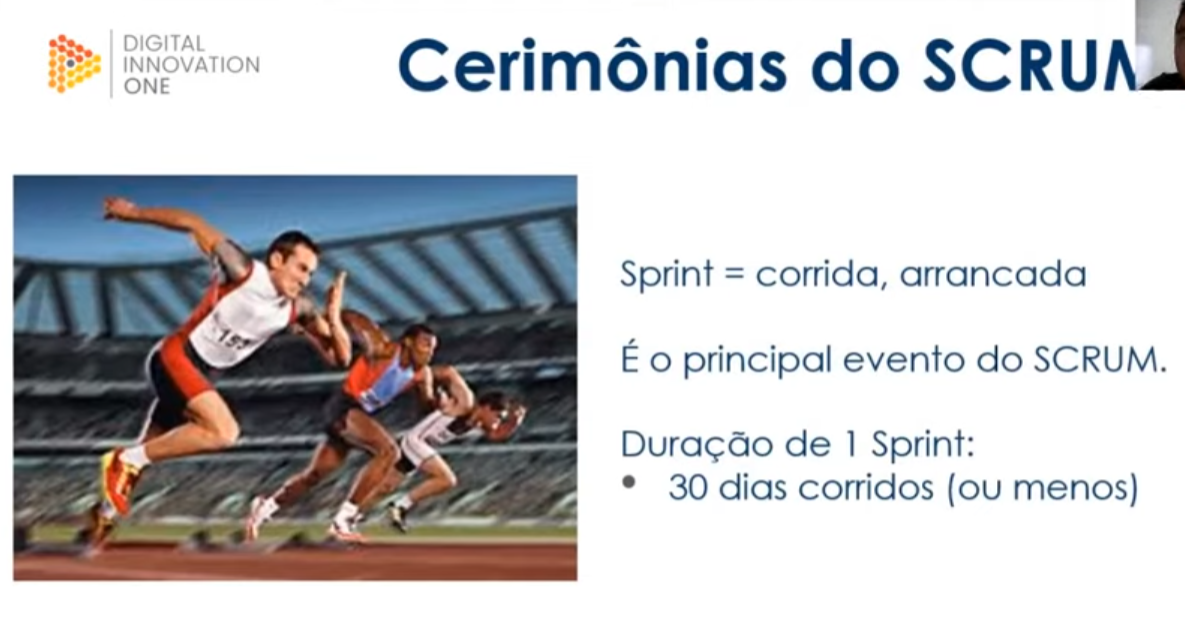 DIGITAL
INNOVATION
ONE
Cerimônias do SCRUM
Sprint = corrida, arrancada
É o principal evento do SCRUM.
Duração de 1 Sprint:
• 30 dias corridos (ou menos)